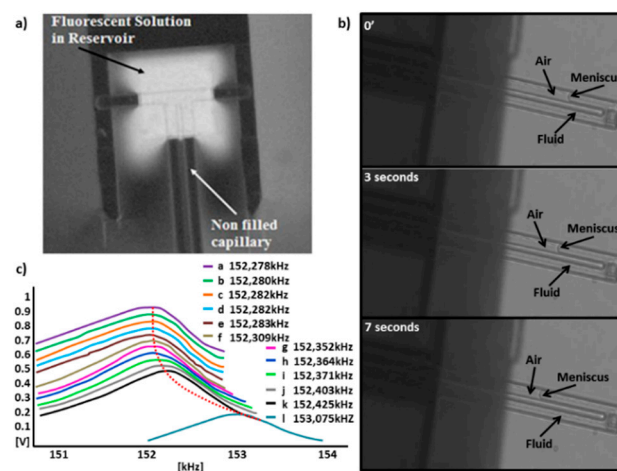 a)
Fluorescent Solution
in Reservoir
Non filled
capillary
b)
0'
Air
Meniscus
Fluid
3 seconds
Air
Meniscus
Fluid
7 seconds
Air
Meniscus
Fluid
c)
a 152,278kHz
b 152,280kHz
c 152,282kHz
d 152,282kHz
e 152,283kHz
f 152,309kHz
g 152,352kHz
h 152,364kHz
i 152,371kHz
j 152,403kHz
k 152,425kHz
l 153,075kHZ
1
0.9
0.8
0.7
0.6
0.5
0.4
0.3
0.2
0.1
[V]
151
152
153
154
[kHz]